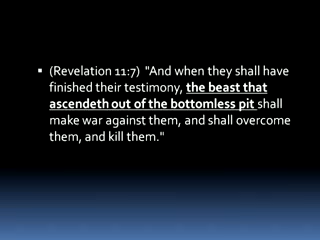 ▪ (Revelation 11:7)  "And when they shall have
finished their testimony, the beast that
ascendeth out of the bottomless pit shall
make war against them, and shall overcome
them, and kill them."